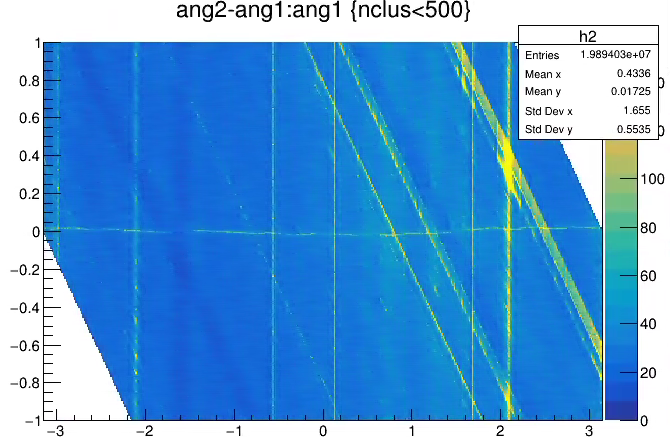 ang2-ang1:ang1 {nclus<500}
h2
Entries 1.989403e+07
Mean x 0.4336
Mean y 0.01725
Std Dev x 1.655
Std Dev y 0.5535
1
0.8
0.6
0.4
0.2
0
−0.2
−0.4
−0.6
−0.8
−1
−3 −2 −1 0 1 2 3
100
80
60
40
20
0